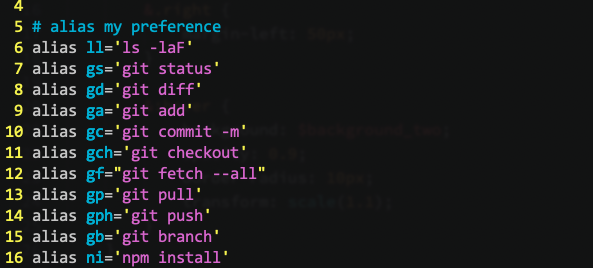 4
5 # alias my preference
6 alias ll='ls -laF'
7 alias gs='git status'
8 alias gd='git diff'
9 alias ga='git add'
10 alias gc='git commit -m'
11 alias gch='git checkout'
12 alias gf="git fetch --all"
13 alias gp='git pull'
14 alias gph='git push'
15 alias gb='git branch'
16 alias ni='npm install'